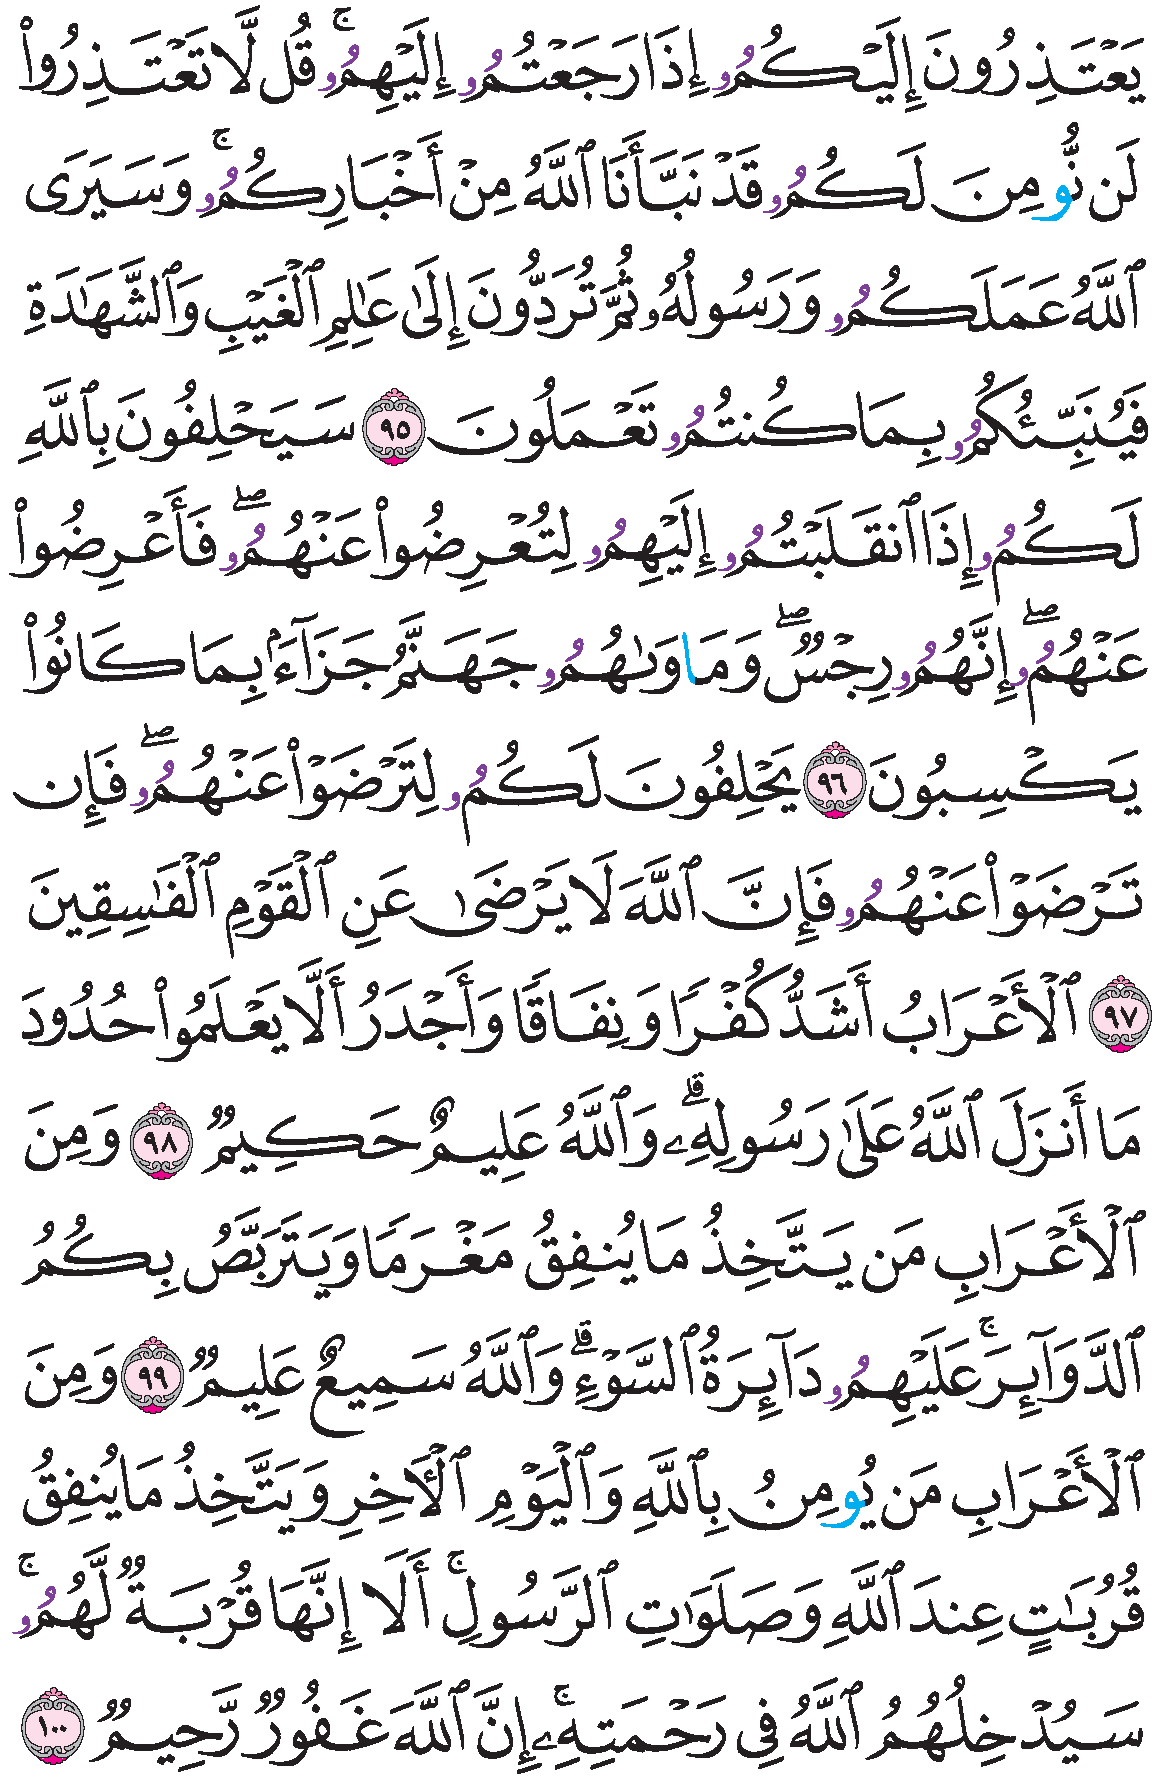 يَعْتَذِرُونَ إِلَيْكُمُۥ إِذَا رَجَعْتُمُۥ إِلَيْهِمُۥۚ قُل لَّا تَعْتَذِرُوا۟
لَن نُّومِنَ لَكُمُۥ قَدْ نَبَّأَنَا ٱللَّهُ مِنْ أَخْبَارِكُمُۥۚ وَسَيَرَى
ٱللَّهُ عَمَلَكُمُۥ وَرَسُولُهُۥ ثُمَّ تُرَدُّونَ إِلَىٰ عَٰلِمِ ٱلْغَيْبِ وَٱلشَّهَٰدَةِ
فَيُنَبِّئُكُمُۥ بِمَا كُنتُمُۥ تَعْمَلُونَ ٩٥ سَيَحْلِفُونَ بِٱللَّهِ
لَكُمُۥ إِذَا ٱنقَلَبْتُمُۥ إِلَيْهِمُۥ لِتُعْرِضُوا۟ عَنْهُمُۥۖ فَأَعْرِضُوا۟
عَنْهُمُۥۖ إِنَّهُمُۥ رِجْسٌۖ وَمَاوَىٰهُمُۥ جَهَنَّمُ جَزَآءَۢ بِمَا كَانُوا۟
يَكْسِبُونَ ٩٦ يَحْلِفُونَ لَكُمُۥ لِتَرْضَوْا۟ عَنْهُمُۥۖ فَإِن
تَرْضَوْا۟ عَنْهُمُۥ فَإِنَّ ٱللَّهَ لَا يَرْضَىٰ عَنِ ٱلْقَوْمِ ٱلْفَٰسِقِينَ
٩٧ ٱلْأَعْرَابُ أَشَدُّ كُفْرًا وَنِفَاقًا وَأَجْدَرُ أَلَّا يَعْلَمُوا۟ حُدُودَ
مَا أَنزَلَ ٱللَّهُ عَلَىٰ رَسُولِهِۦۗ وَٱللَّهُ عَلِيمٌ حَكِيمٌ ٩٨ وَمِنَ
ٱلْأَعْرَابِ مَن يَتَّخِذُ مَا يُنفِقُ مَغْرَمًا وَيَتَرَبَّصُ بِكُمُ
ٱلدَّوَآئِرَۚ عَلَيْهِمُۥ دَآئِرَةُ ٱلسَّوْءِۗ وَٱللَّهُ سَمِيعٌ عَلِيمٌ ٩٩ وَمِنَ
ٱلْأَعْرَابِ مَن يُومِنُ بِٱللَّهِ وَٱلْيَوْمِ ٱلْأَخِرِ وَيَتَّخِذُ مَا يُنفِقُ
قُرُبَٰتٍ عِندَ ٱللَّهِ وَصَلَوَٰتِ ٱلرَّسُولِۚ أَلَا إِنَّهَا قُرْبَةٌ لَّهُمُۥۚ
سَيُدْخِلُهُمُ ٱللَّهُ فِى رَحْمَتِهِۦۚ إِنَّ ٱللَّهَ غَفُورٌ رَّحِيمٌ ١٠٠